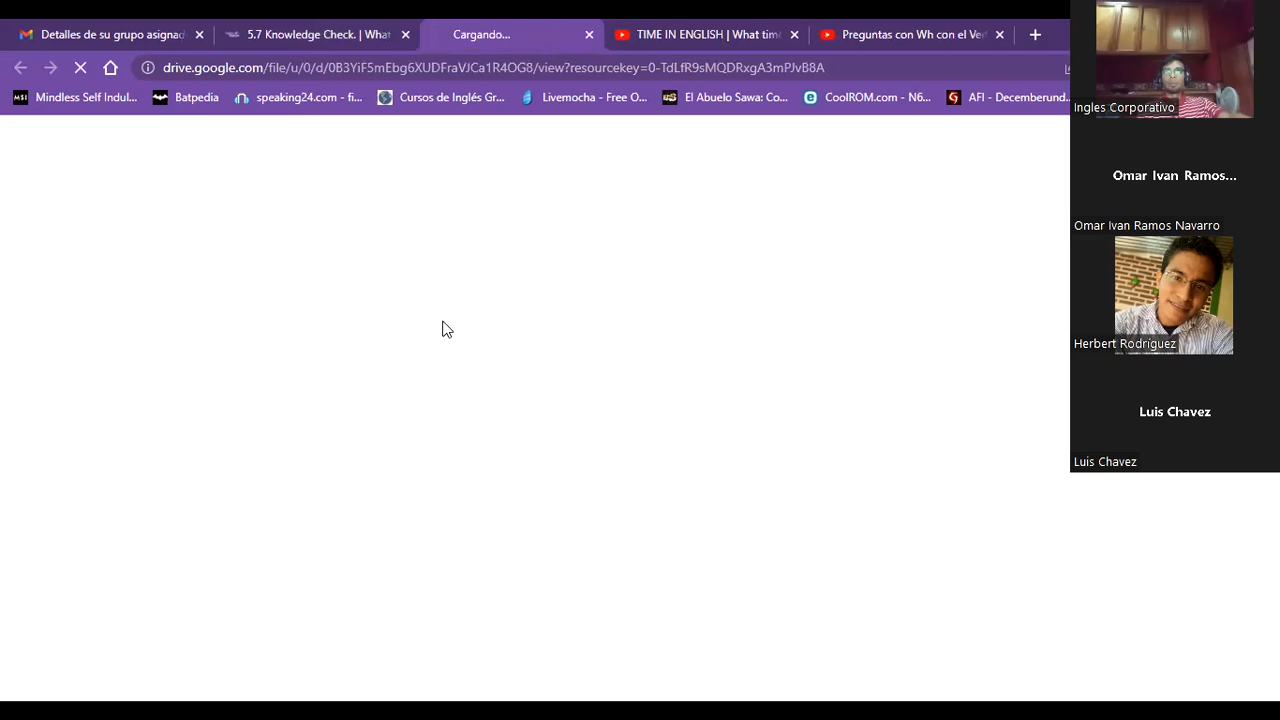 Detalles de su grupo asignad
5.7 Knowledge Check. | What
Cargando...
TIME IN ENGLISH | What tim
Preguntas con Wh con el Ver
drive.google.com/file/u/0/d/0B3YiF5mEbg6XUDFraVJCa1R4OG8/view?resourcekey=0-TdLfR9sMQDRxgA3mPJvB8A
MSI Mindless Self Indul...
Batpedia
speaking24.com - fi...
Cursos de Inglés Gr...
Livemocha - Free O...
El Abuelo Sawa: Co...
CoolROM.com - N6...
AFI - Decemberund...
Ingles Corporativo
Omar Ivan Ramos...
Omar Ivan Ramos Navarro
Herbert Rodríguez
Luis Chavez
Luis Chavez